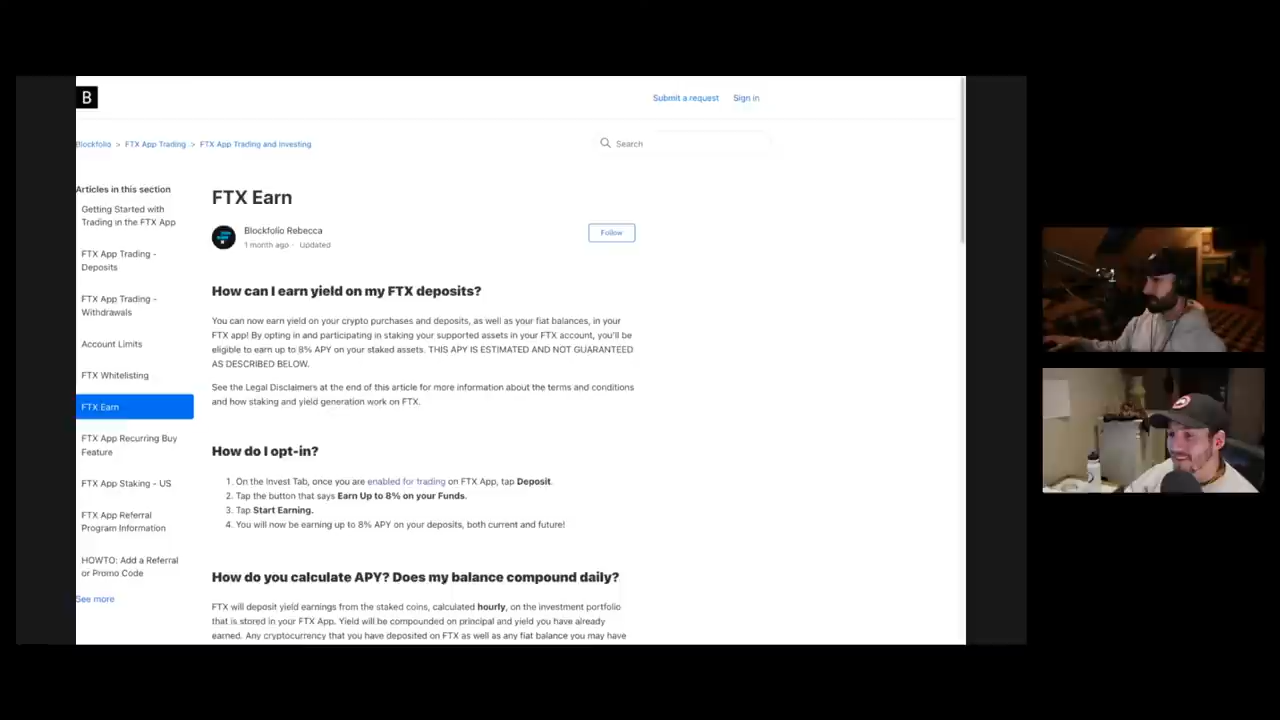 B
Submit a request
Sign in
Blockfolio > FTX App Trading > FTX App Trading and Investing
Search
Articles in this section
Getting Started with
Trading in the FTX App
FTX App Trading -
Deposits
FTX App Trading -
Withdrawals
Account Limits
FTX Whitelisting
FTX Earn
FTX App Recurring Buy
Feature
FTX App Staking - US
FTX App Referral
Program Information
HOWTO: Add a Referral
or Promo Code
See more
FTX Earn
Blockfolio Rebecca
1 month ago · Updated
Follow
How can I earn yield on my FTX deposits?
You can now earn yield on your crypto purchases and deposits, as well as your fiat balances, in your
FTX app! By opting in and participating in staking your supported assets in your FTX account, you'll be
eligible to earn up to 8% APY on your staked assets. THIS APY IS ESTIMATED AND NOT GUARANTEED
AS DESCRIBED BELOW.
See the Legal Disclaimers at the end of this article for more information about the terms and conditions
and how staking and yield generation work on FTX.
How do I opt-in?
1. On the Invest Tab, once you are enabled for trading on FTX App, tap Deposit.
2. Tap the button that says Earn Up to 8% on your Funds.
3. Tap Start Earning.
4. You will now be earning up to 8% APY on your deposits, both current and future!
How do you calculate APY? Does my balance compound daily?
FTX will deposit yield earnings from the staked coins, calculated hourly, on the investment portfolio
that is stored in your FTX App. Yield will be compounded on principal and yield you have already
earned. Any cryptocurrency that you have deposited on FTX as well as any fiat balance you may have